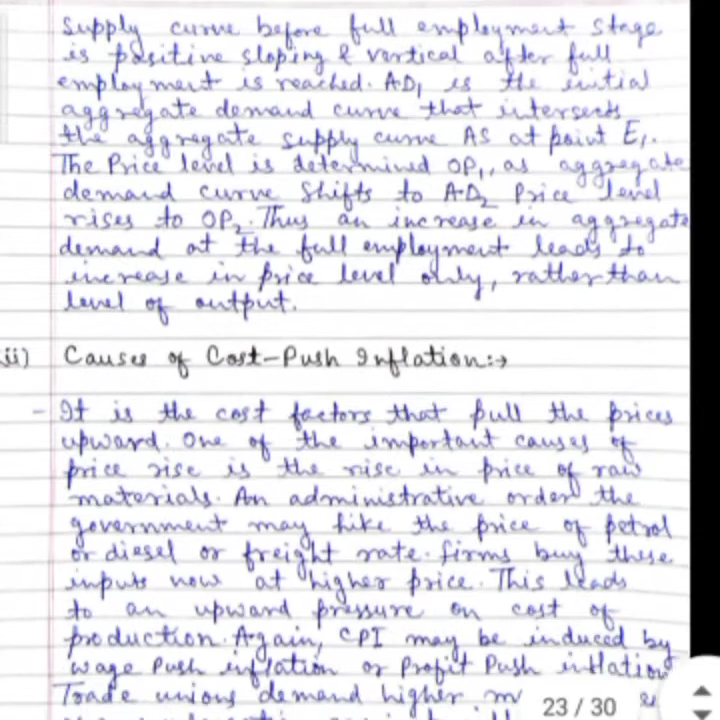 supply curve before full employment stage
is positive sloping & vertical after full
employment is reached. AD₁ is the initial
aggregate demand curve that intersects
the aggregate supply curve AS at point E₁.
The Price level is determined OP₁, as aggregate
demand curve shifts to AD₂ Price level
rises to OP₂. Thus an increase in aggregate
demand at the full employment leads to
increase in price level only, rather than
level of output.
ii) Causes of Cost-Push Inflation:→
- It is the cost factors that pull the prices
upward. One of the important causes of
price rise is the rise in price of raw
materials. An administrative order the
government may hike the price of petrol
or diesel or freight rate. firms buy these
inputs now at higher price. This leads
to an upward pressure on cost of
production. Again, CPI may be induced by
wage Push inflation or Profit Push inflation
Trade unions demand higher
23 / 30